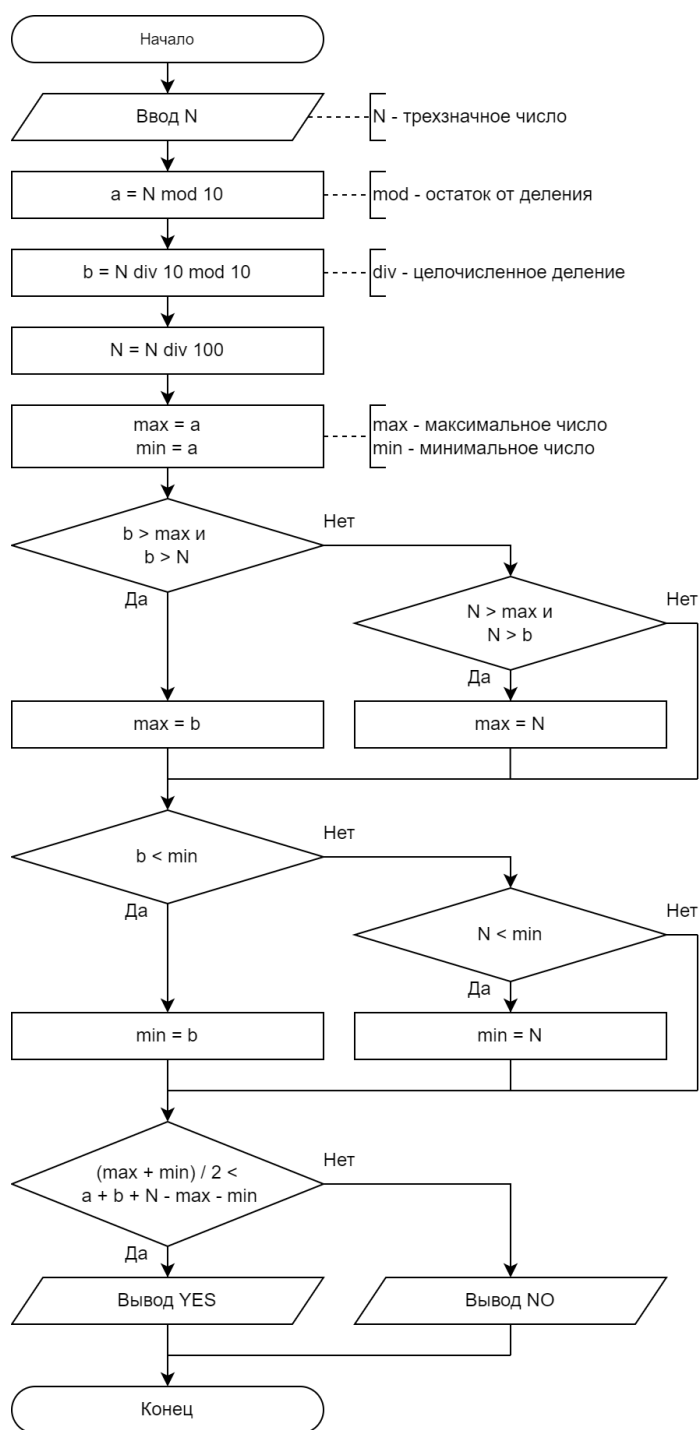 Начало
Ввод N
N - трехзначное число
a = N mod 10
mod - остаток от деления
b = N div 10 mod 10
div - целочисленное деление
N = N div 100
max = a
min = a
max - максимальное число
min - минимальное число
b > max и
b > N
Нет
Да
N > max и
N > b
Нет
Да
max = b
max = N
b < min
Нет
Да
N < min
Нет
Да
min = b
min = N
(max + min) / 2 <
a + b + N - max - min
Нет
Да
Вывод YES
Вывод NO
Конец